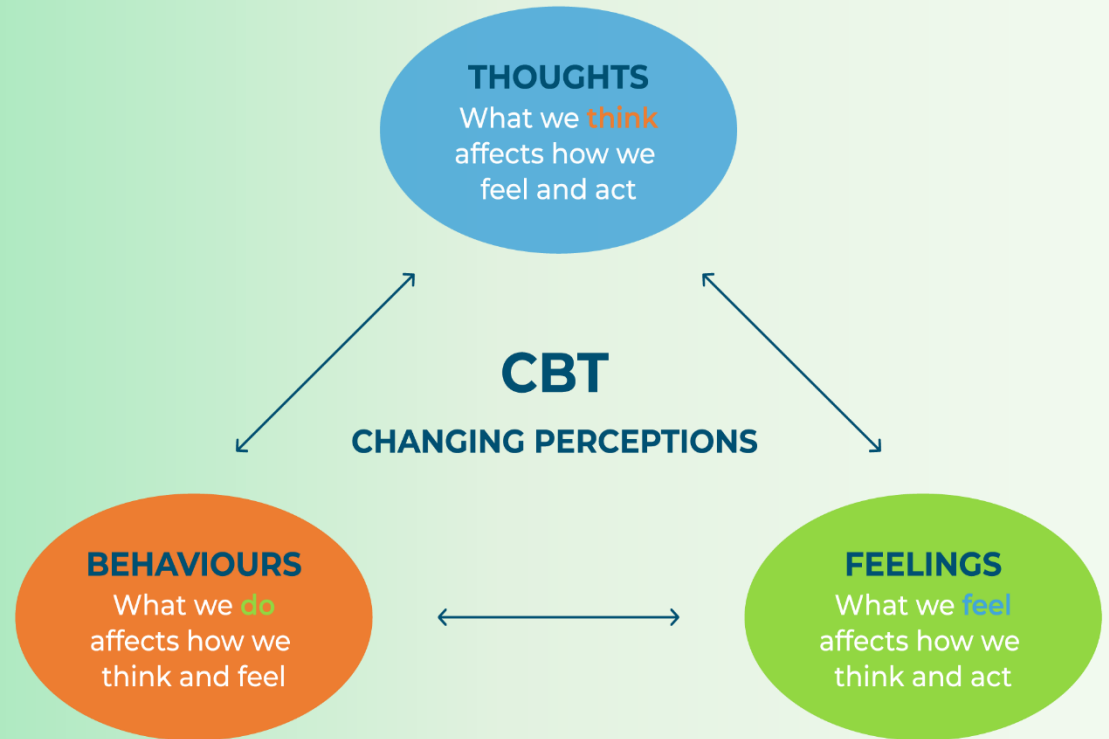 THOUGHTS
What we think
affects how we
feel and act
CBT
CHANGING PERCEPTIONS
BEHAVIOURS
What we do
affects how we
think and feel
FEELINGS
What we feel
affects how we
think and act